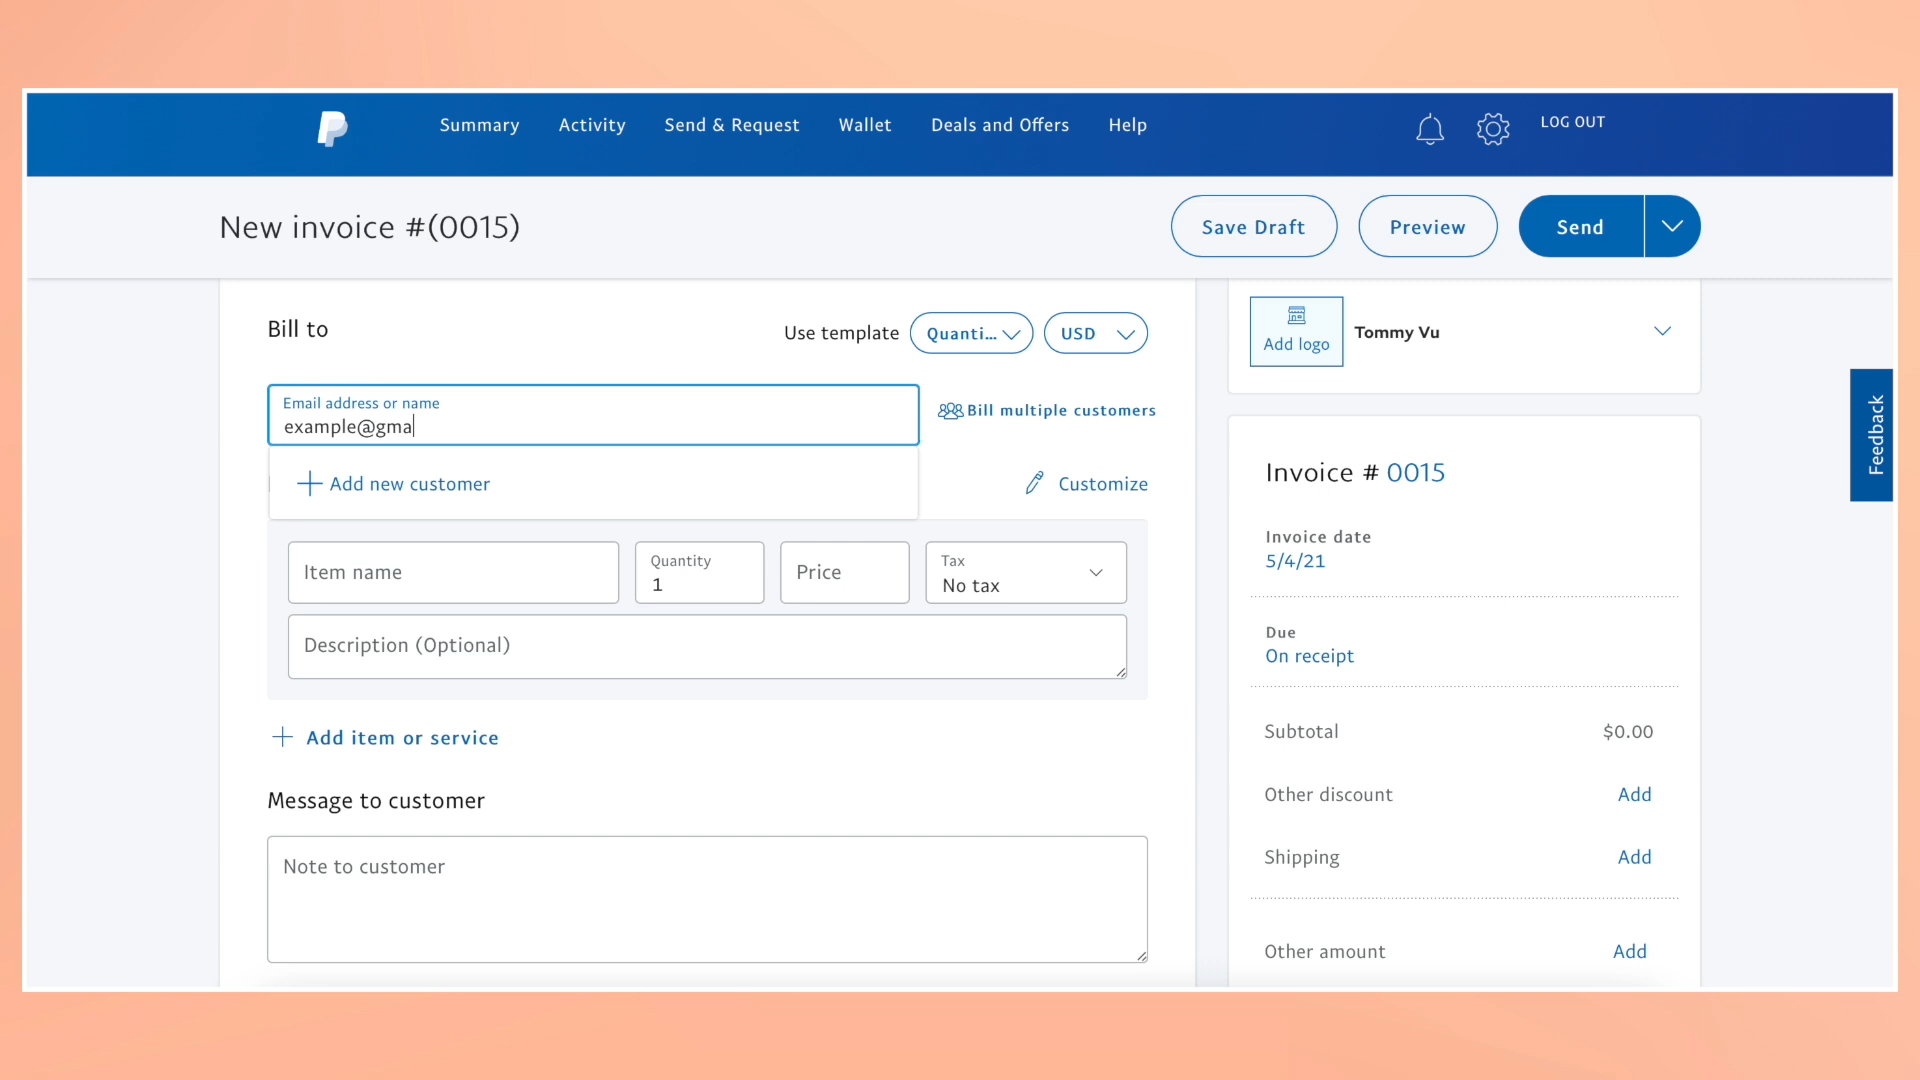 Summary Activity Send & Request Wallet Deals and Offers Help LOG OUT
New invoice #(0015) Save Draft Preview Send
Bill to Use template Quanti... USD
Email address or name
example@gma
Bill multiple customers
Add new customer Customize
Item name Quantity 1 Price Tax No tax
Description (Optional)
Add item or service
Message to customer
Note to customer
Add logo Tommy Vu
Invoice # 0015
Invoice date
5/4/21
Due
On receipt
Subtotal $0.00
Other discount Add
Shipping Add
Other amount Add
Feedback